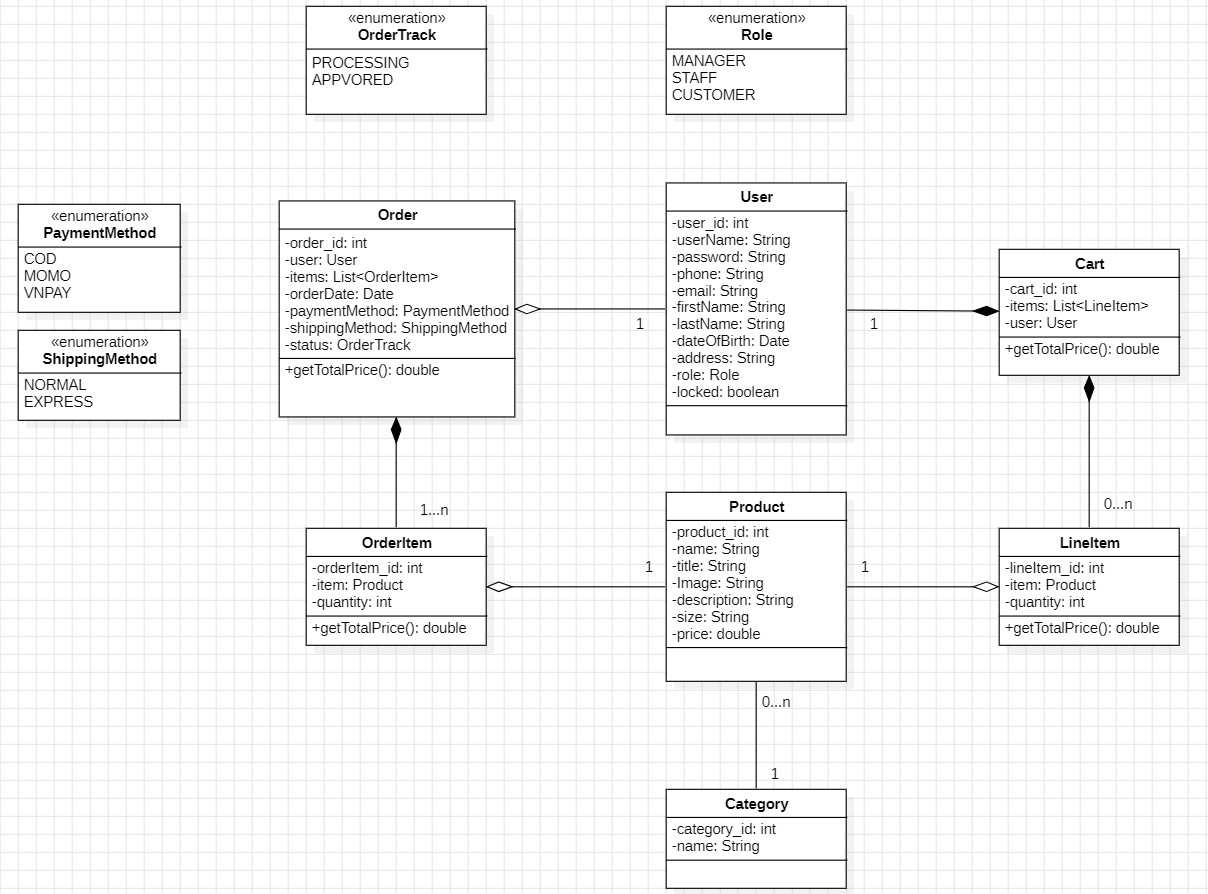 «enumeration»
OrderTrack
PROCESSING
APPVORED
«enumeration»
Role
MANAGER
STAFF
CUSTOMER
«enumeration»
PaymentMethod
COD
MOMO
VNPAY
«enumeration»
ShippingMethod
NORMAL
EXPRESS
Order
-order_id: int
-user: User
-items: List<OrderItem>
-orderDate: Date
-paymentMethod: PaymentMethod
-shippingMethod: ShippingMethod
-status: OrderTrack
+getTotalPrice(): double
1
User
-user_id: int
-userName: String
-password: String
-phone: String
-email: String
-firstName: String
-lastName: String
-dateOfBirth: Date
-address: String
-role: Role
-locked: boolean
1
Cart
-cart_id: int
-items: List<LineItem>
-user: User
+getTotalPrice(): double
1...n
0...n
OrderItem
-orderItem_id: int
-item: Product
-quantity: int
+getTotalPrice(): double
1
Product
-product_id: int
-name: String
-title: String
-Image: String
-description: String
-size: String
-price: double
1
LineItem
-lineItem_id: int
-item: Product
-quantity: int
+getTotalPrice(): double
0...n
1
Category
-category_id: int
-name: String